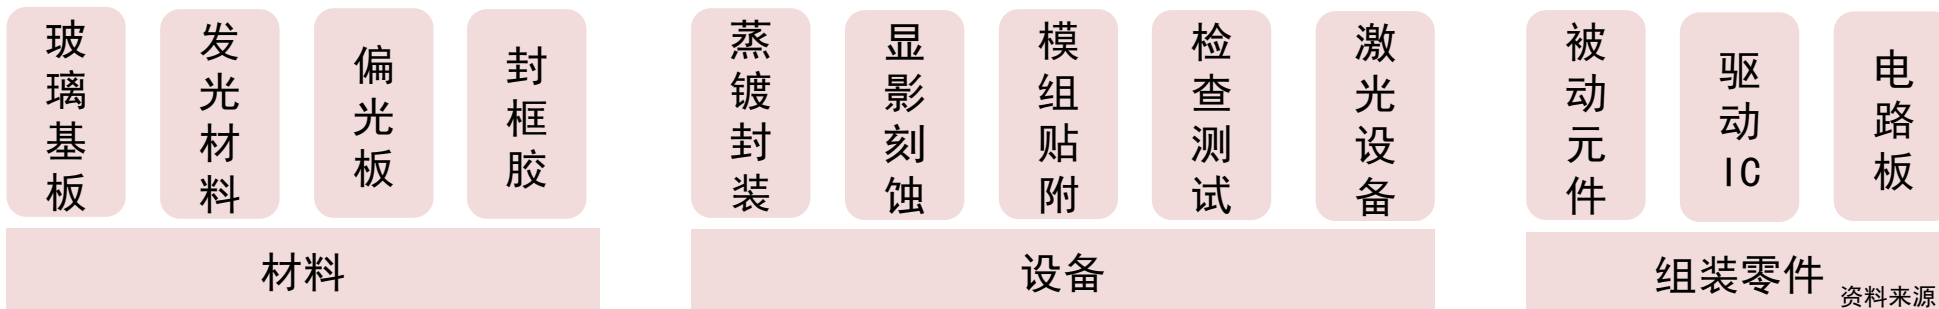 玻璃基板
发光材料
偏光板
封框胶
材料
蒸镀封装
显影刻蚀
模组贴附
检查测试
激光设备
设备
被动元件
驱动IC
电路板
组装零件
资料来源